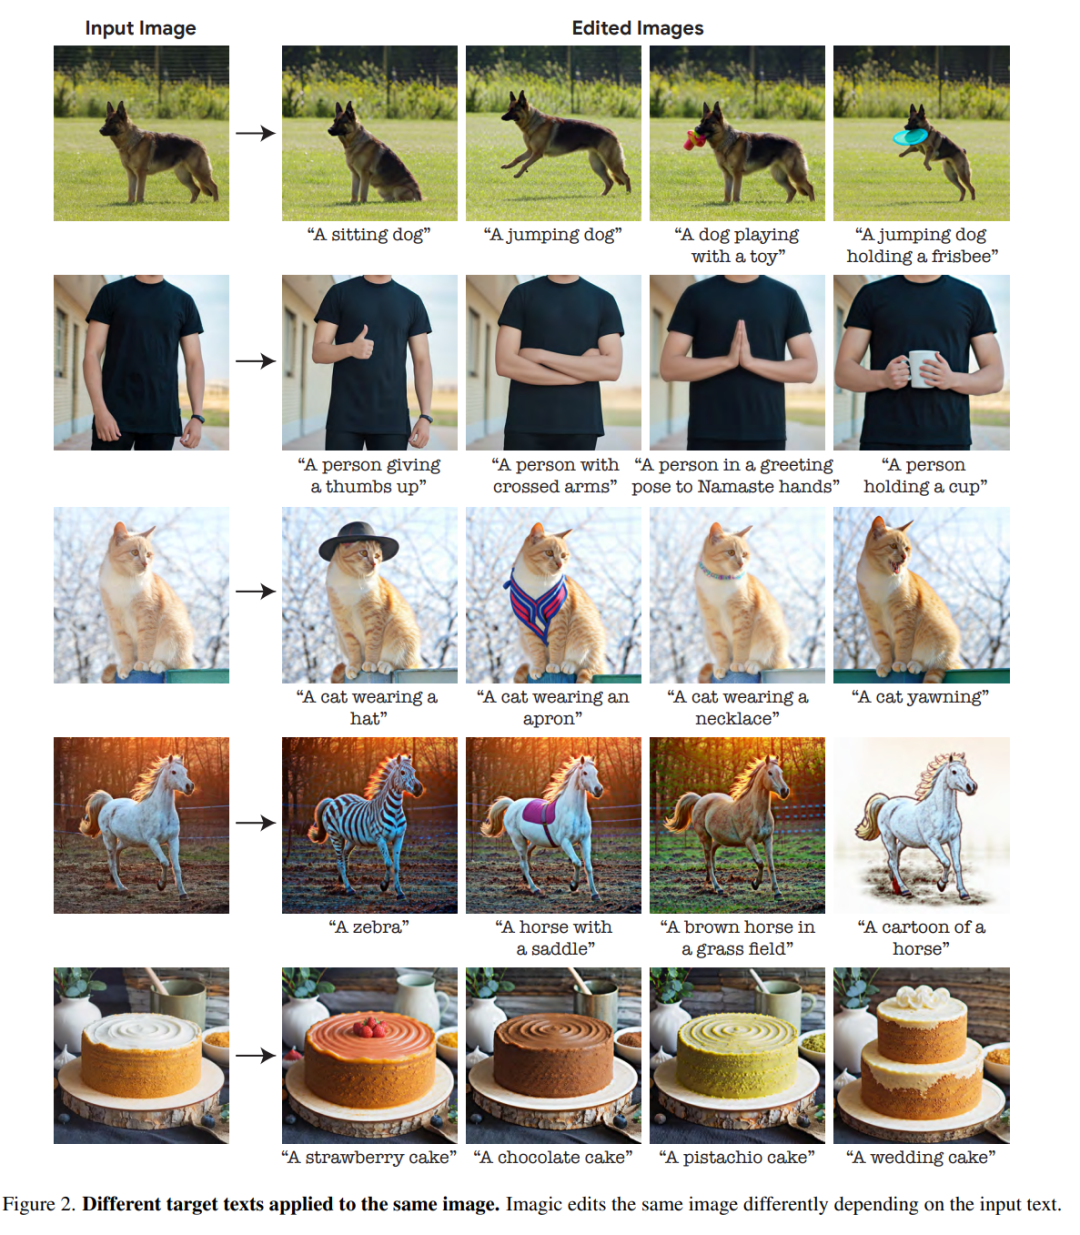 Input Image
Edited Images
“A sitting dog”
“A jumping dog”
“A dog playing
with a toy”
“A jumping dog
holding a frisbee”
“A person giving
a thumbs up”
“A person with
crossed arms”
“A person in a greeting
pose to Namaste hands”
“A person
holding a cup”
“A cat wearing a
hat”
“A cat wearing an
apron”
“A cat wearing a
necklace”
“A cat yawning”
“A zebra”
“A horse with
a saddle”
“A brown horse in
a grass field”
“A cartoon of a
horse”
“A strawberry cake”
“A chocolate cake”
“A pistachio cake”
“A wedding cake”
Figure 2. Different target texts applied to the same image. Imagic edits the same image differently depending on the input text.